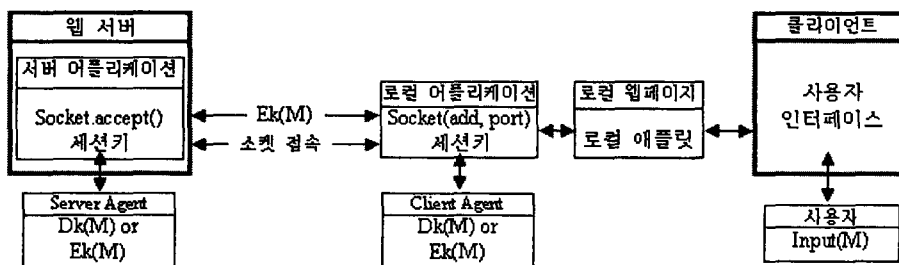 웹 서버
서버 어플리케이션
Socket.accept()
세션키
Server Agent
Dk(M) or
Ek(M)
Ek(M)
소켓 접속
로컬 어플리케이션
Socket(add, port)
세션키
Client Agent
Dk(M) or
Ek(M)
로컬 웹페이지
로컬 애플릿
클라이언트
사용자
인터페이스
사용자
Input(M)